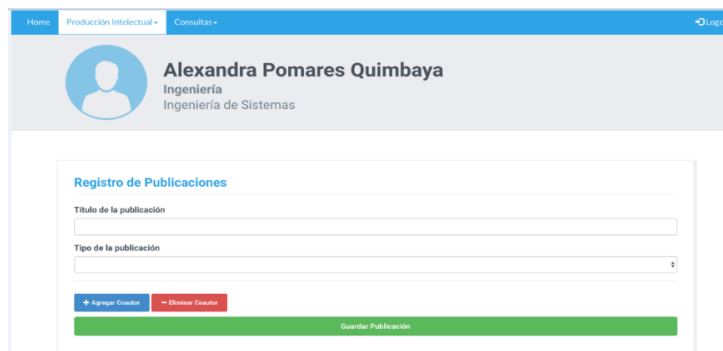 Home Producción Intelectual Consultas Logo
Alexandra Pomares Quimbaya
Ingeniería
Ingeniería de Sistemas
Registro de Publicaciones
Título de la publicación
Tipo de la publicación
+ Agregar Coautor − Eliminar Coautor
Guardar Publicación